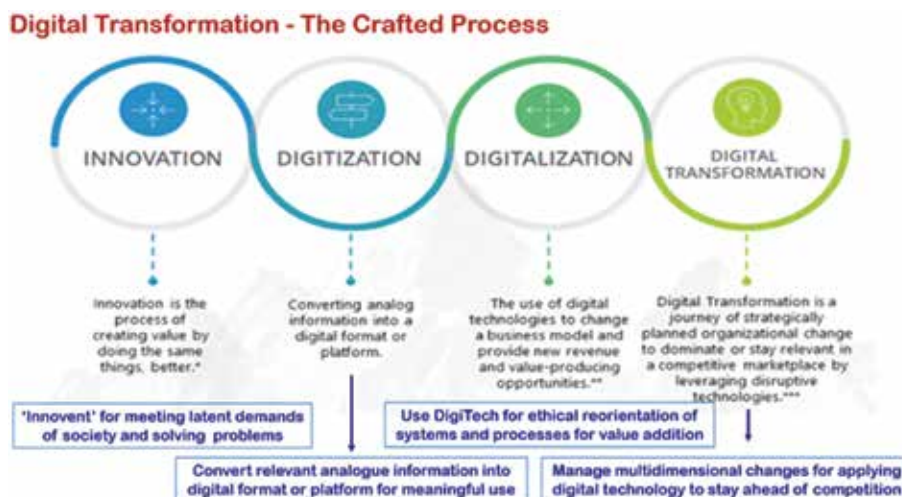 Digital Transformation - The Crafted Process
INNOVATION
DIGITIZATION
DIGITALIZATION
DIGITAL
TRANSFORMATION
Innovation is the
process of
creating value by
doing the same
things, better.*
Converting analog
information into a
digital format or
platform.
The use of digital
technologies to change
a business model and
provide new revenue
and value-producing
opportunities.**
Digital Transformation is a
journey of strategically
planned organizational change
to dominate or stay relevant in
a competitive marketplace by
leveraging disruptive
technologies.***
'Innovent' for meeting latent demands
of society and solving problems
Use DigiTech for ethical reorientation of
systems and processes for value addition
Convert relevant analogue information into
digital format or platform for meaningful use
Manage multidimensional changes for applying
digital technology to stay ahead of competition